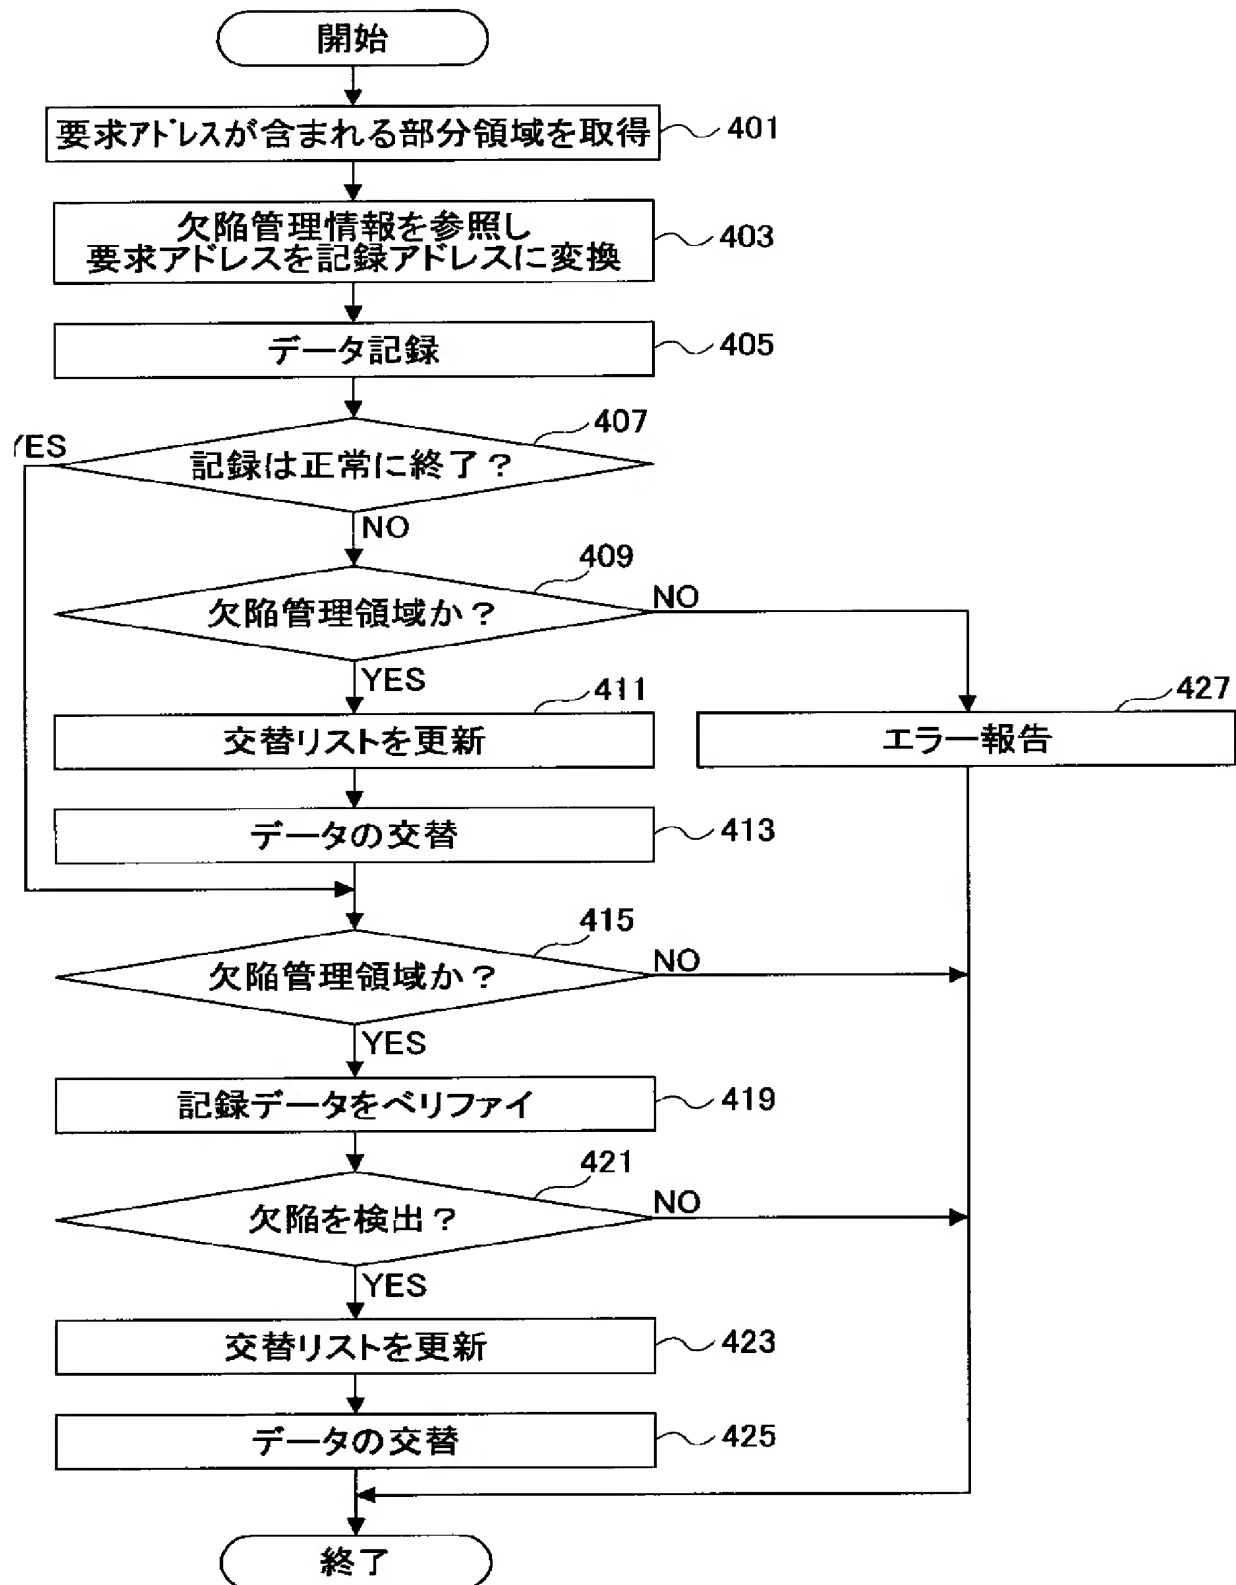 開始
要求アドレスが含まれる部分領域を取得
401
欠陥管理情報を参照し
要求アドレスを記録アドレスに変換
403
データ記録
405
407
YES
記録は正常に終了？
NO
409
欠陥管理領域か？
NO
YES
411
交替リストを更新
427
エラー報告
データの交替
413
415
欠陥管理領域か？
NO
YES
記録データをベリファイ
419
421
欠陥を検出？
NO
YES
交替リストを更新
423
データの交替
425
終了